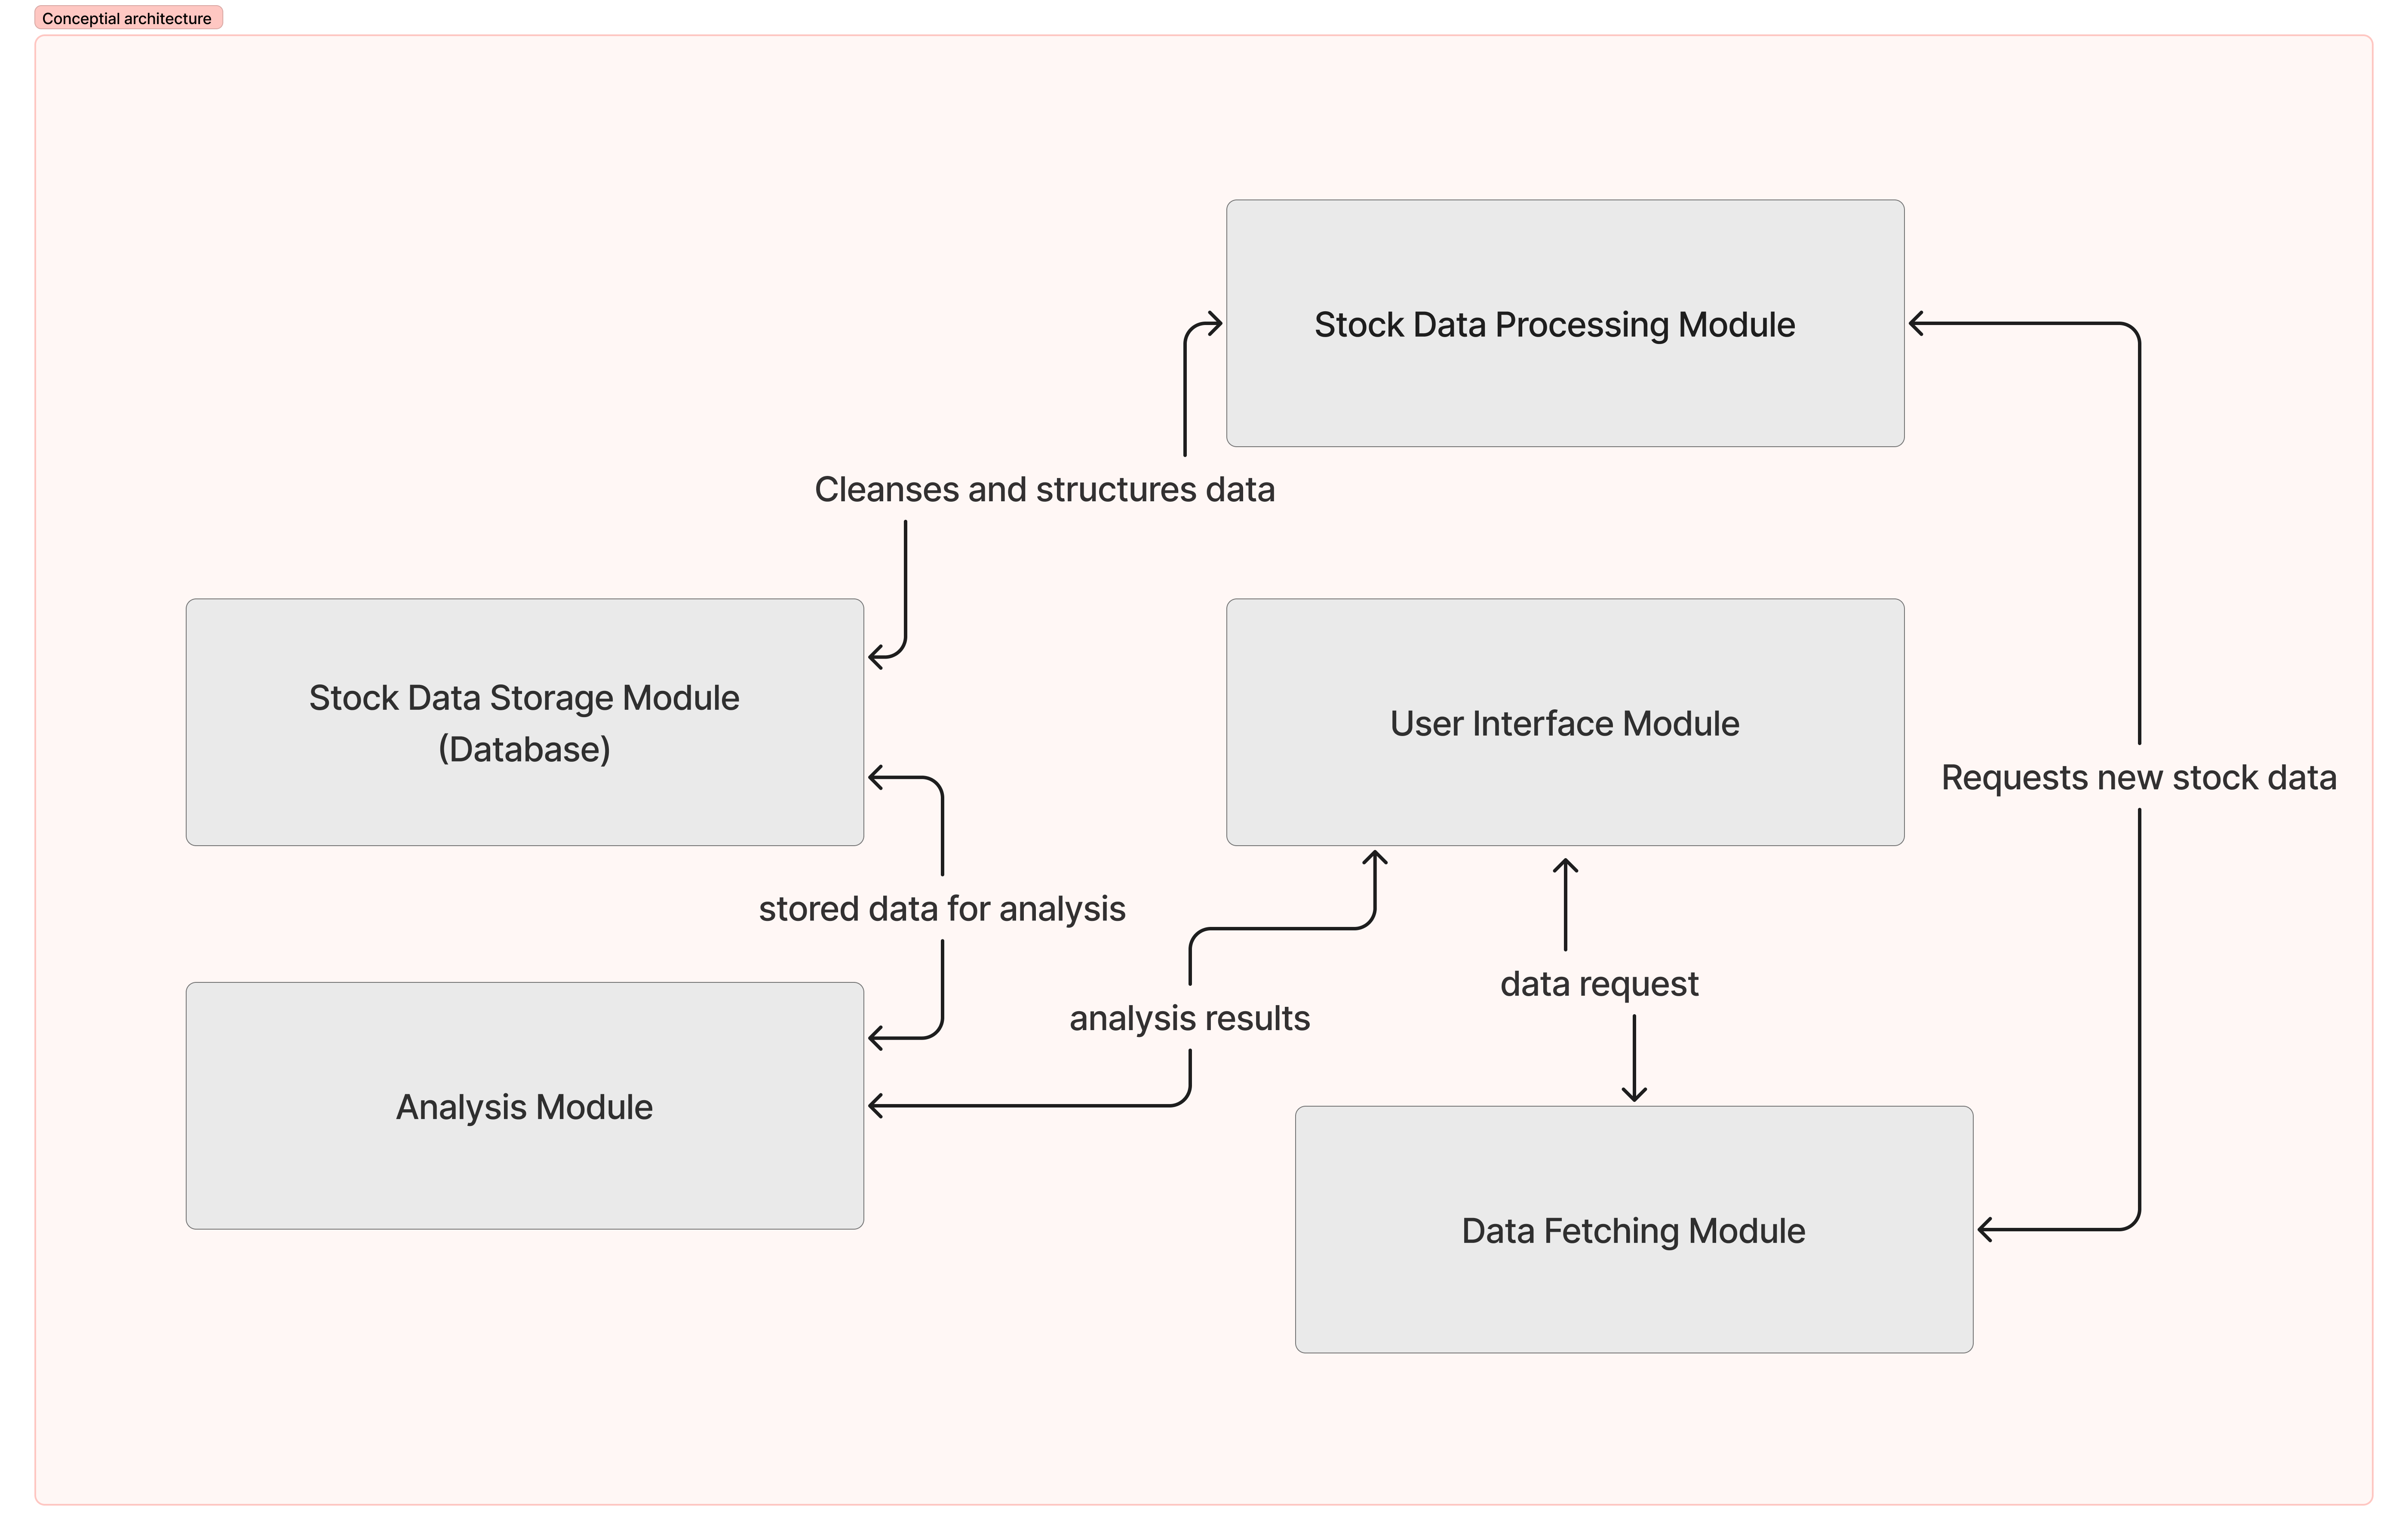 Conceptial architecture
Stock Data Processing Module
Cleanses and structures data
Stock Data Storage Module
(Database)
User Interface Module
Requests new stock data
stored data for analysis
data request
analysis results
Analysis Module
Data Fetching Module